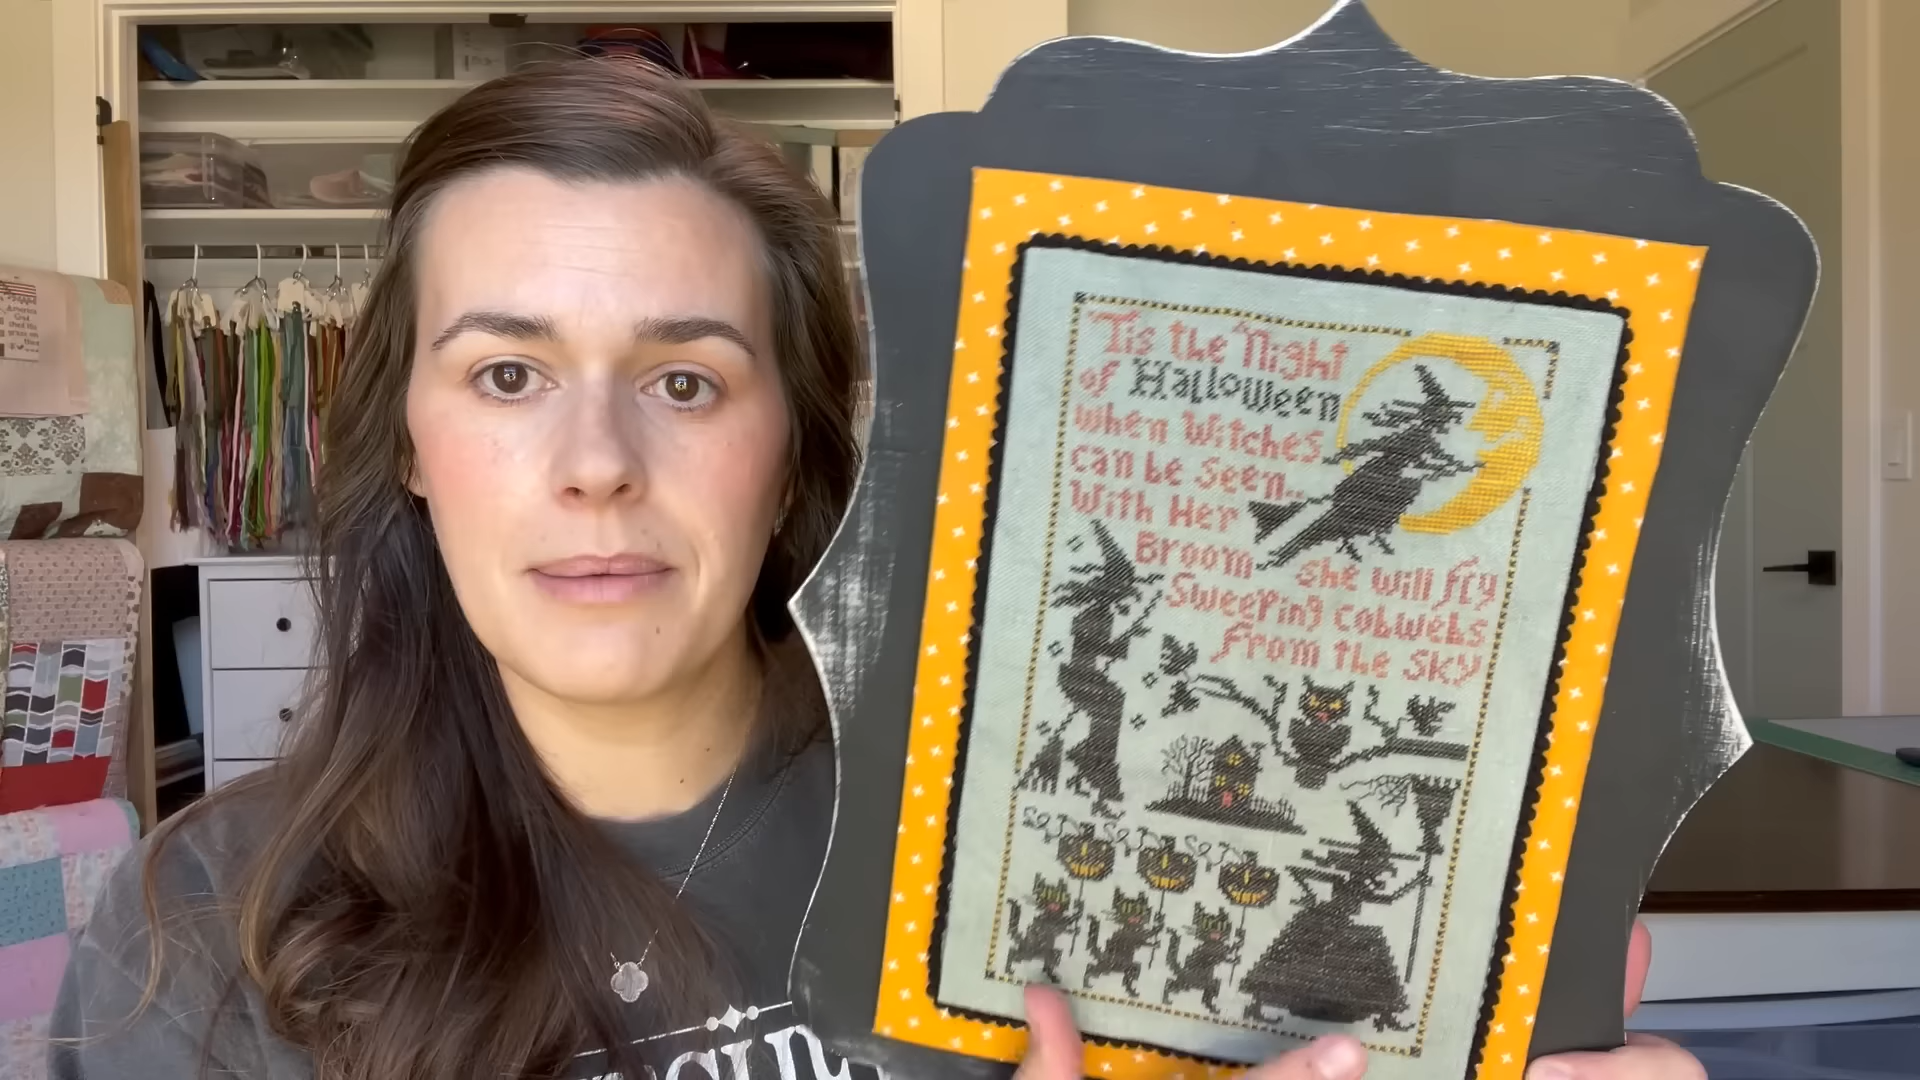 'Tis the Night
of Halloween
when Witches
can be Seen..
With Her
Broom she will fly
Sweeping cobwebs
from the Sky